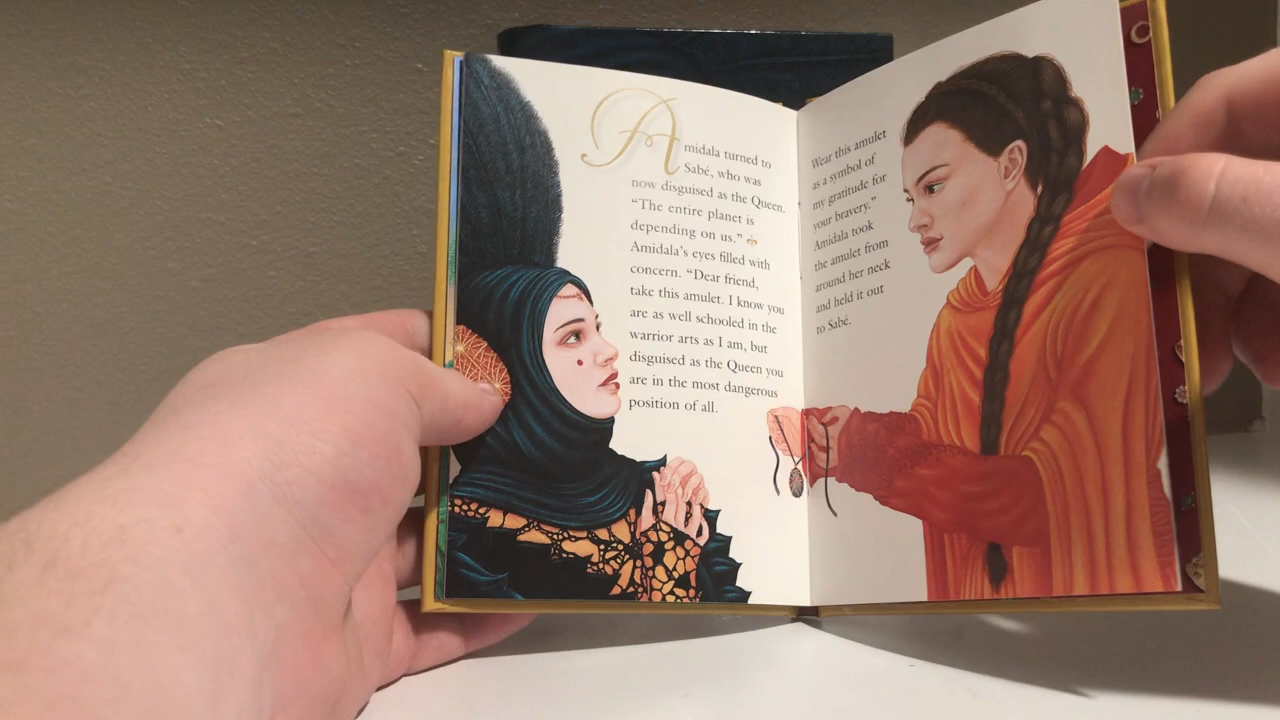 Amidala turned to
Sabé, who was
now disguised as the Queen.
“The entire planet is
depending on us.”
Amidala’s eyes filled with
concern. “Dear friend,
take this amulet. I know you
are as well schooled in the
warrior arts as I am, but
disguised as the Queen you
are in the most dangerous
position of all.
Wear this amulet
as a symbol of
my gratitude for
your bravery.”
Amidala took
the amulet from
around her neck
and held it out
to Sabé.